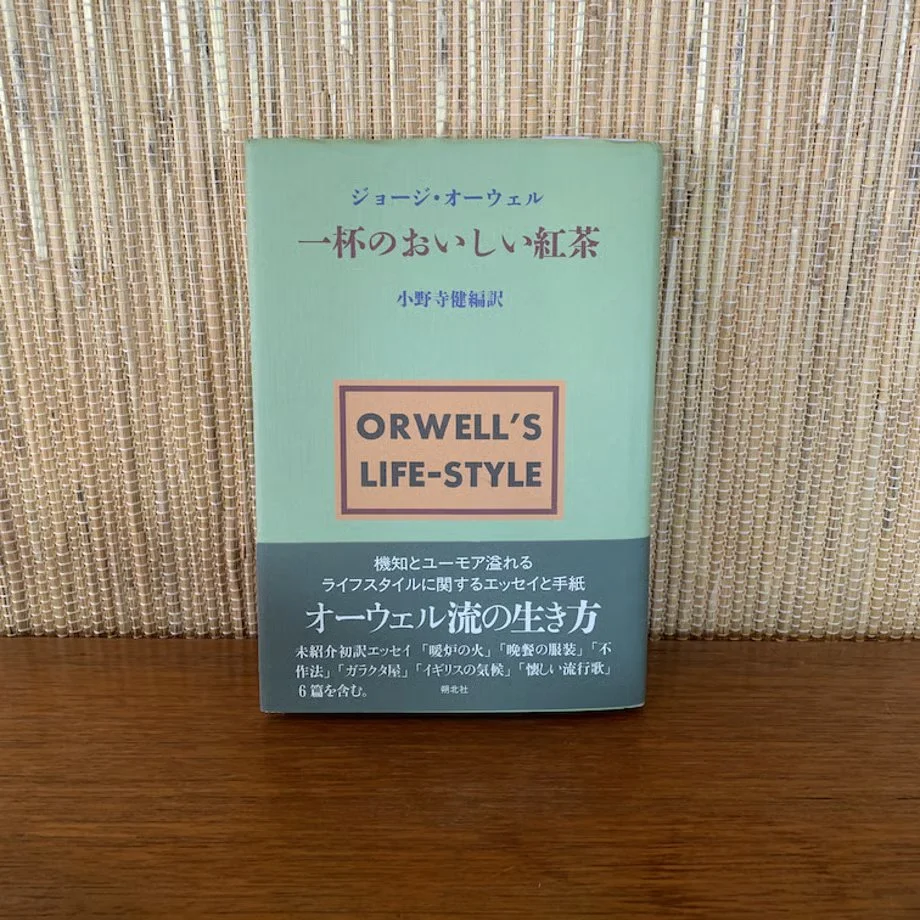 ジョージ・オーウェル
一杯のおいしい紅茶
小野寺健編訳
ORWELL'S
LIFE-STYLE
機知とユーモア溢れる
ライフスタイルに関するエッセイと手紙
オーウェル流の生き方
未紹介初訳エッセイ「暖炉の火」「晩餐の服装」「不
作法」「ガラクタ屋」「イギリスの気候」「懐しい流行歌」
6篇を含む。
朔北社